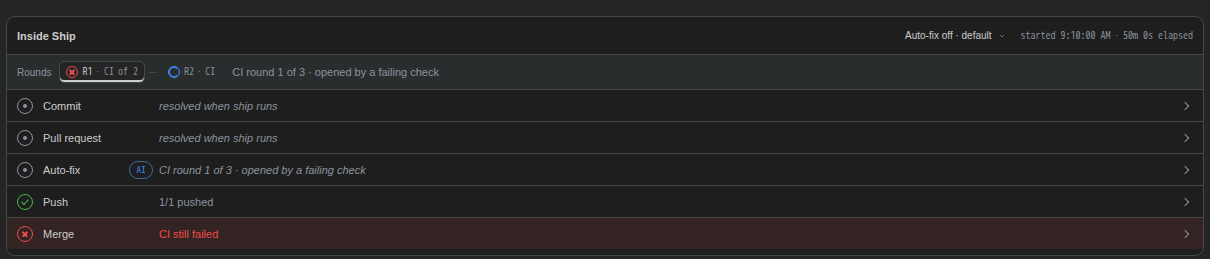 Inside Ship
Auto-fix off · default
started 9:10:00 AM · 50m 0s elapsed
Rounds R1 · CI of 2 — R2 · CI CI round 1 of 3 · opened by a failing check
Commit resolved when ship runs
Pull request resolved when ship runs
Auto-fix AI CI round 1 of 3 · opened by a failing check
Push 1/1 pushed
Merge CI still failed